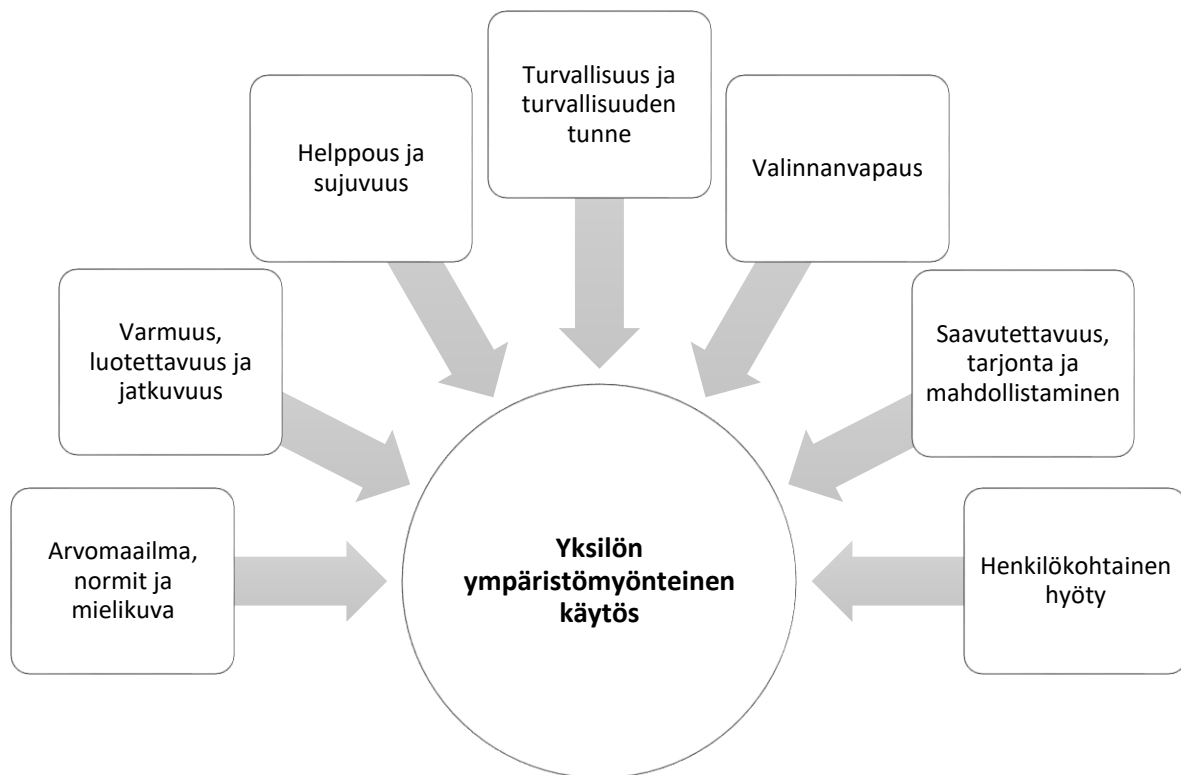 Turvallisuus ja
turvallisuuden
tunne
Helppous ja
sujuvuus
Valinnanvapaus
Varmuus,
luotettavuus ja
jatkuvuus
Saavutettavuus,
tarjonta ja
mahdollistaminen
Arvomaailma,
normit ja
mielikuva
Yksilön
ympäristömyönteinen
käytös
Henkilökohtainen
hyöty